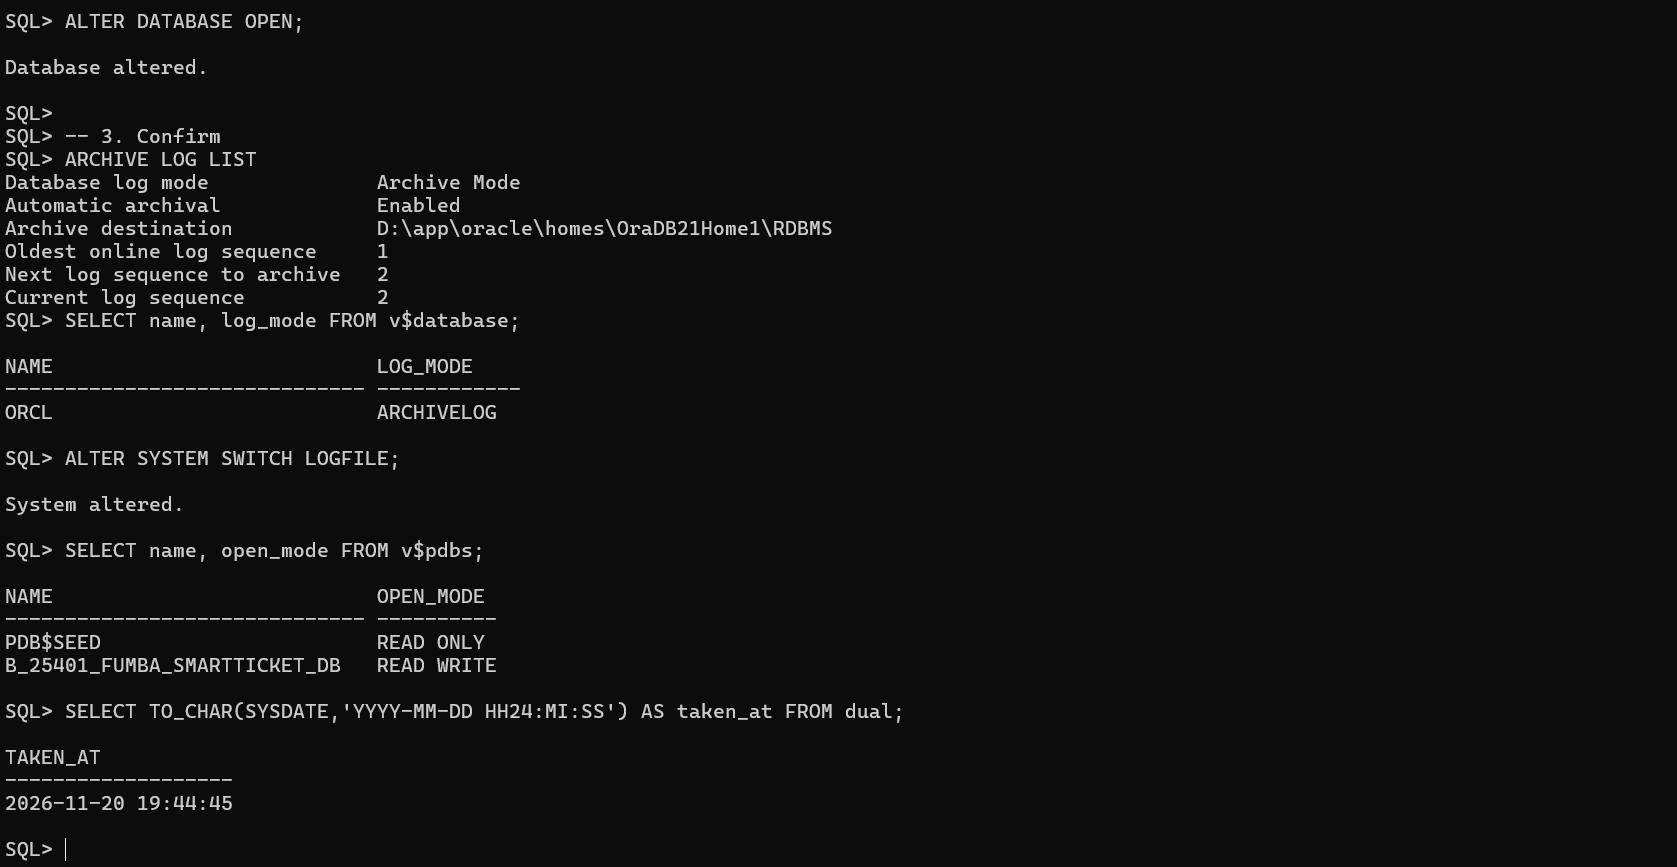 SQL> ALTER DATABASE OPEN;
Database altered.
SQL>
SQL> -- 3. Confirm
SQL> ARCHIVE LOG LIST
Database log mode              Archive Mode
Automatic archival             Enabled
Archive destination            D:\app\oracle\homes\OraDB21Home1\RDBMS
Oldest online log sequence     1
Next log sequence to archive   2
Current log sequence           2
SQL> SELECT name, log_mode FROM v$database;
NAME                           LOG_MODE
------------------------------ ------------
ORCL                           ARCHIVELOG
SQL> ALTER SYSTEM SWITCH LOGFILE;
System altered.
SQL> SELECT name, open_mode FROM v$pdbs;
NAME                           OPEN_MODE
------------------------------ ----------
PDB$SEED                       READ ONLY
B_25401_FUMBA_SMARTTICKET_DB   READ WRITE
SQL> SELECT TO_CHAR(SYSDATE,'YYYY-MM-DD HH24:MI:SS') AS taken_at FROM dual;
TAKEN_AT
-------------------
2026-11-20 19:44:45
SQL>